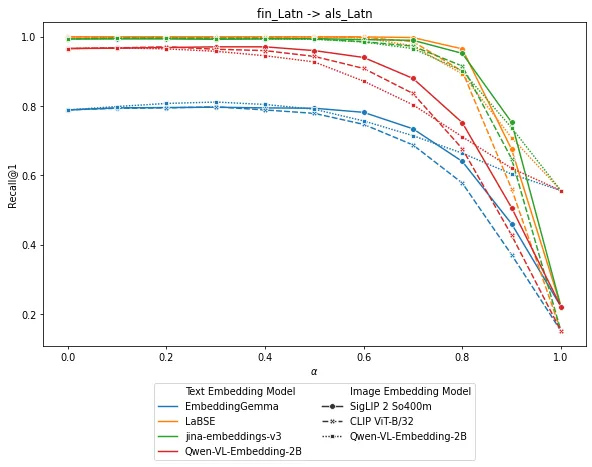 fin_Latn -> als_Latn
Recall@1
1.0
0.8
0.6
0.4
0.2
0.0 0.2 0.4 0.6 0.8 1.0
α
Text Embedding Model Image Embedding Model
EmbeddingGemma SigLIP 2 So400m
LaBSE CLIP ViT-B/32
jina-embeddings-v3 Qwen-VL-Embedding-2B
Qwen-VL-Embedding-2B